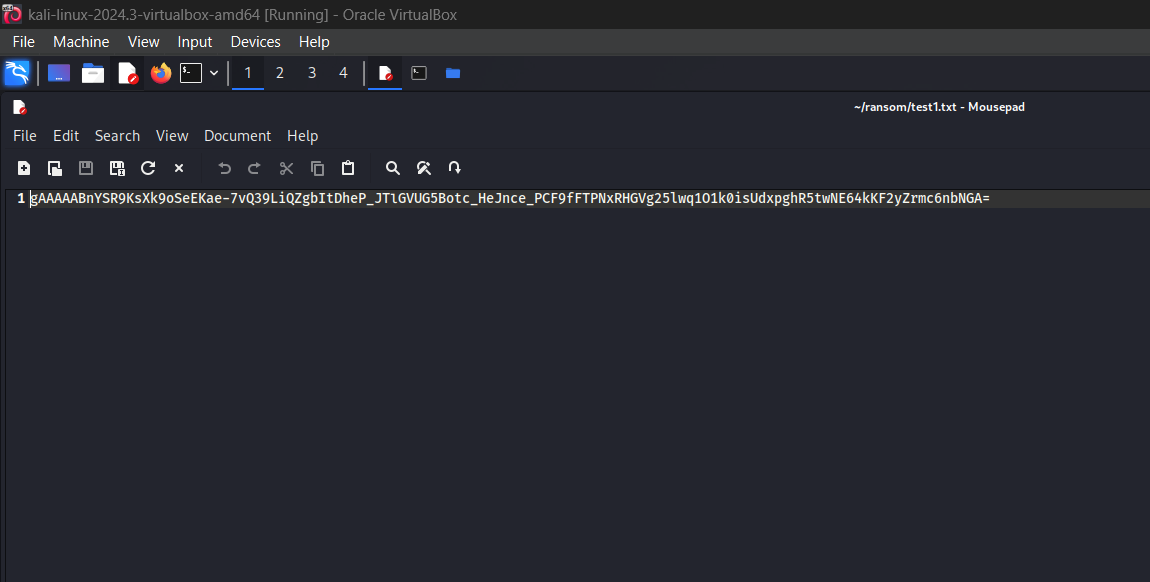 kali-linux-2024.3-virtualbox-amd64 [Running] - Oracle VirtualBox
File Machine View Input Devices Help
1 2 3 4
~/ransom/test1.txt - Mousepad
File Edit Search View Document Help
1 gAAAAABnYSR9KsXk9oSeEKae-7vQ39LiQZgbItDheP_JTlGVUG5Botc_HeJnce_PCF9fFTPNxRHGVg25lwq1O1k0isUdxpghR5twNE64kKF2yZrmc6nbNGA=